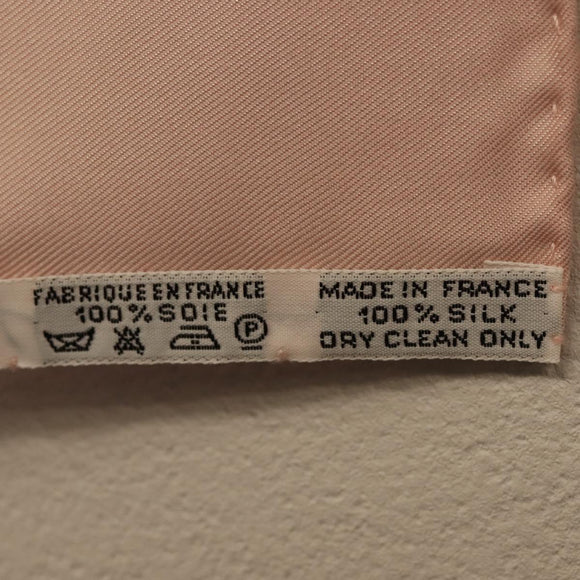 FABRIQUE EN FRANCE
100% SOIE
P
MADE IN FRANCE
100% SILK
DRY CLEAN ONLY